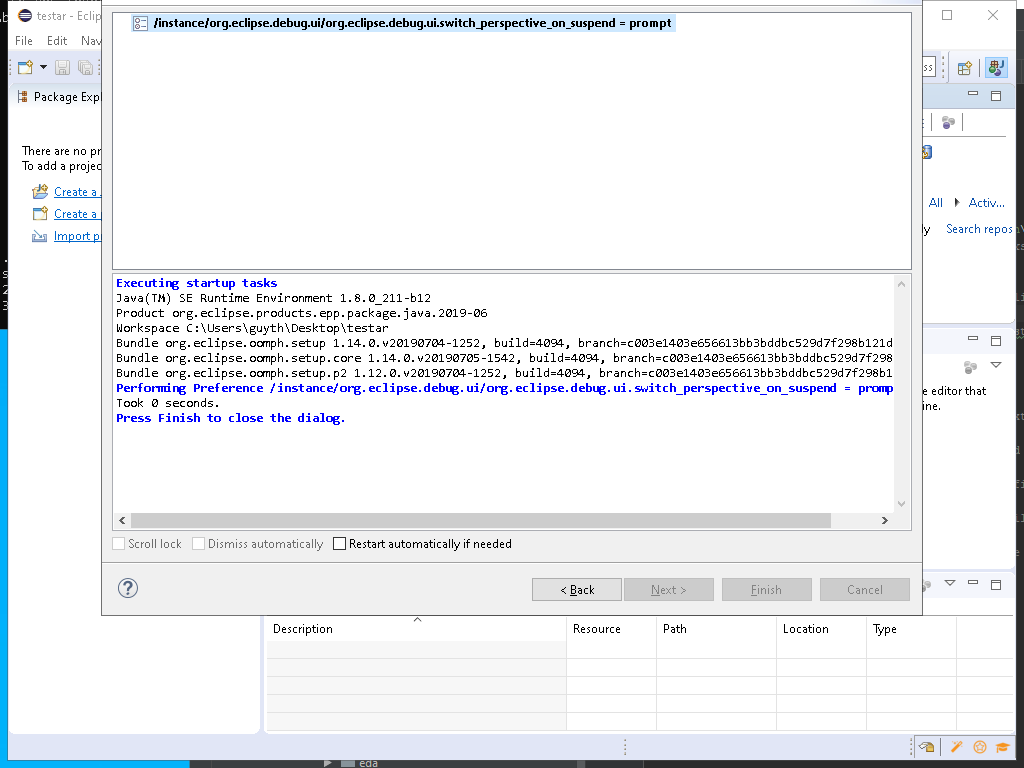 testar - Eclip
/instance/org.eclipse.debug.ui/org.eclipse.debug.ui.switch_perspective_on_suspend = prompt
File Edit Nav
ss
Package Expl
There are no pr
To add a projec
Create a
Create a
Import p
All Activ...
y Search repos
Executing startup tasks
Java(TM) SE Runtime Environment 1.8.0_211-b12
Product org.eclipse.products.epp.package.java.2019-06
Workspace C:\Users\guyth\Desktop\testar
Bundle org.eclipse.oomph.setup 1.14.0.v20190704-1252, build=4094, branch=c003e1403e656613bb3bddbc529d7f298b121d
Bundle org.eclipse.oomph.setup.core 1.14.0.v20190705-1542, build=4094, branch=c003e1403e656613bb3bddbc529d7f298
Bundle org.eclipse.oomph.setup.p2 1.12.0.v20190704-1252, build=4094, branch=c003e1403e656613bb3bddbc529d7f298b1
Performing Preference /instance/org.eclipse.debug.ui/org.eclipse.debug.ui.switch_perspective_on_suspend = promp
Took 0 seconds.
Press Finish to close the dialog.
e editor that
ine.
Scroll lock Dismiss automatically Restart automatically if needed
? < Back Next > Finish Cancel
Description Resource Path Location Type
eda